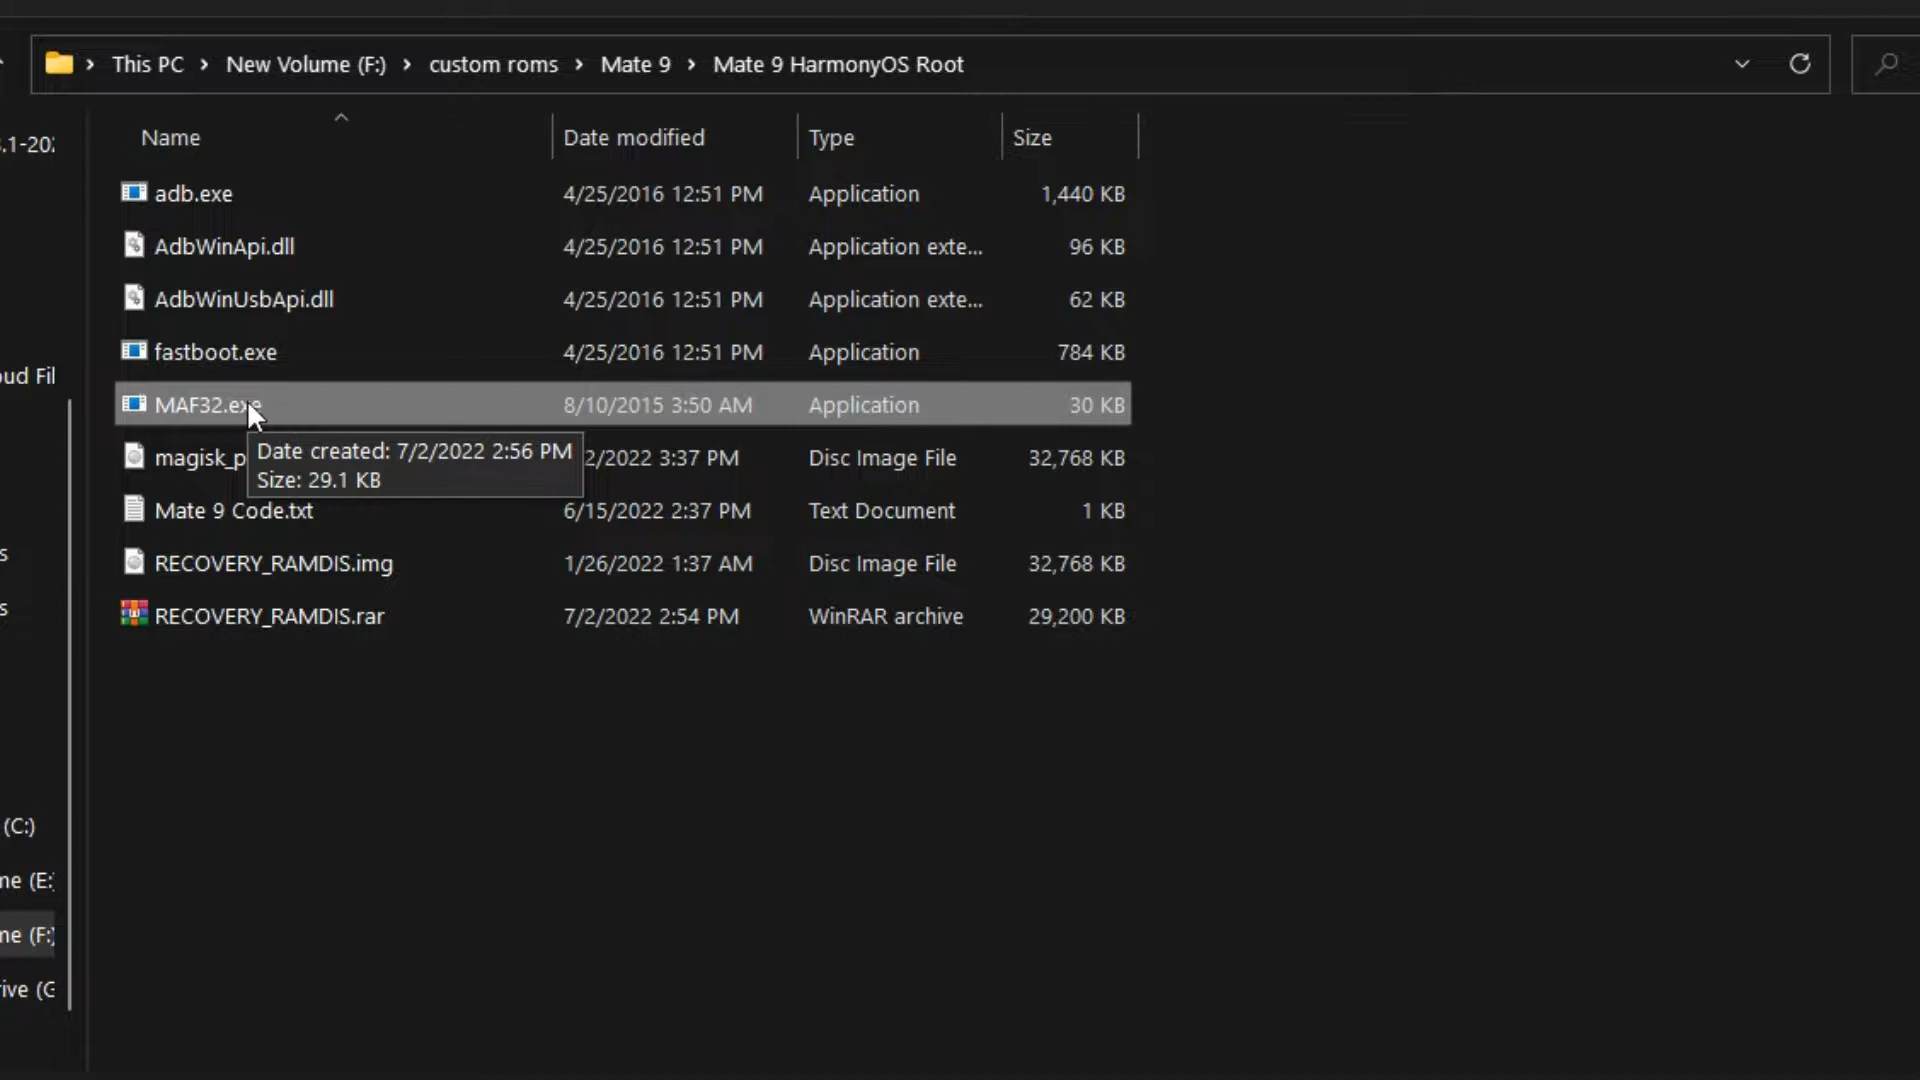 This PC > New Volume (F:) > custom roms > Mate 9 > Mate 9 HarmonyOS Root
Name Date modified Type Size
adb.exe 4/25/2016 12:51 PM Application 1,440 KB
AdbWinApi.dll 4/25/2016 12:51 PM Application exte... 96 KB
AdbWinUsbApi.dll 4/25/2016 12:51 PM Application exte... 62 KB
fastboot.exe 4/25/2016 12:51 PM Application 784 KB
MAF32.exe 8/10/2015 3:50 AM Application 30 KB
magisk_p 2/2022 3:37 PM Disc Image File 32,768 KB
Date created: 7/2/2022 2:56 PM
Size: 29.1 KB
Mate 9 Code.txt 6/15/2022 2:37 PM Text Document 1 KB
RECOVERY_RAMDIS.img 1/26/2022 1:37 AM Disc Image File 32,768 KB
RECOVERY_RAMDIS.rar 7/2/2022 2:54 PM WinRAR archive 29,200 KB
.1-202
oud Fil
s
s
(C:)
me (E:)
me (F:)
rive (G